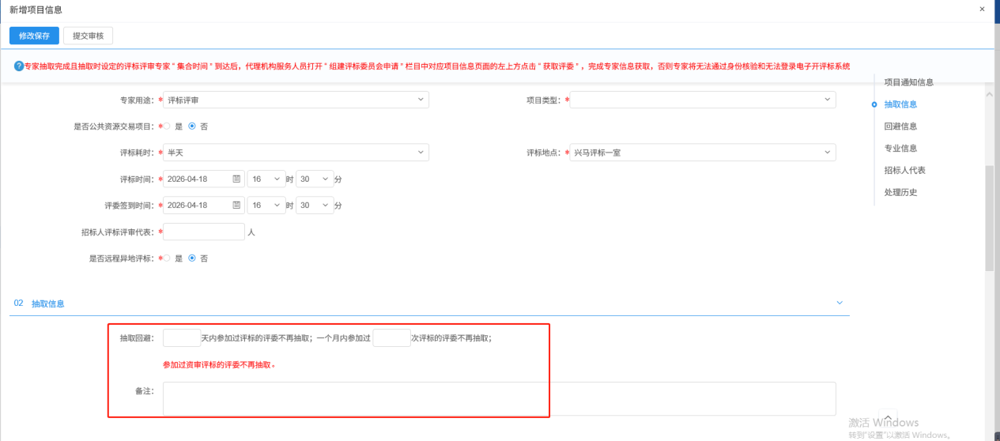 新增项目信息 ×
修改保存 提交审核
?专家抽取完成且抽取时设定的评标评审专家＂集合时间＂到达后，代理机构服务人员打开＂组建评标委员会申请＂栏目中对应项目信息页面的左上方点击＂获取评委＂，完成专家信息获取，否则专家将无法通过身份核验和无法登录电子开评标系统
专家用途： * 评标评审 项目类型： *
是否公共资源交易项目： * 是 否
评标耗时： * 半天 评标地点： * 兴马评标一室
评标时间： * 2026-04-18 16 时 30 分
评委签到时间： * 2026-04-18 16 时 30 分
招标人评标评审代表： * 人
是否远程异地评标： * 是 否
02 抽取信息
抽取回避： 天内参加过评标的评委不再抽取；一个月内参加过 次评标的评委不再抽取；
参加过资审评标的评委不再抽取。
备注：
项目通知信息
抽取信息
回避信息
专业信息
招标人代表
处理历史
激活 Windows
转到"设置"以激活 Windows。